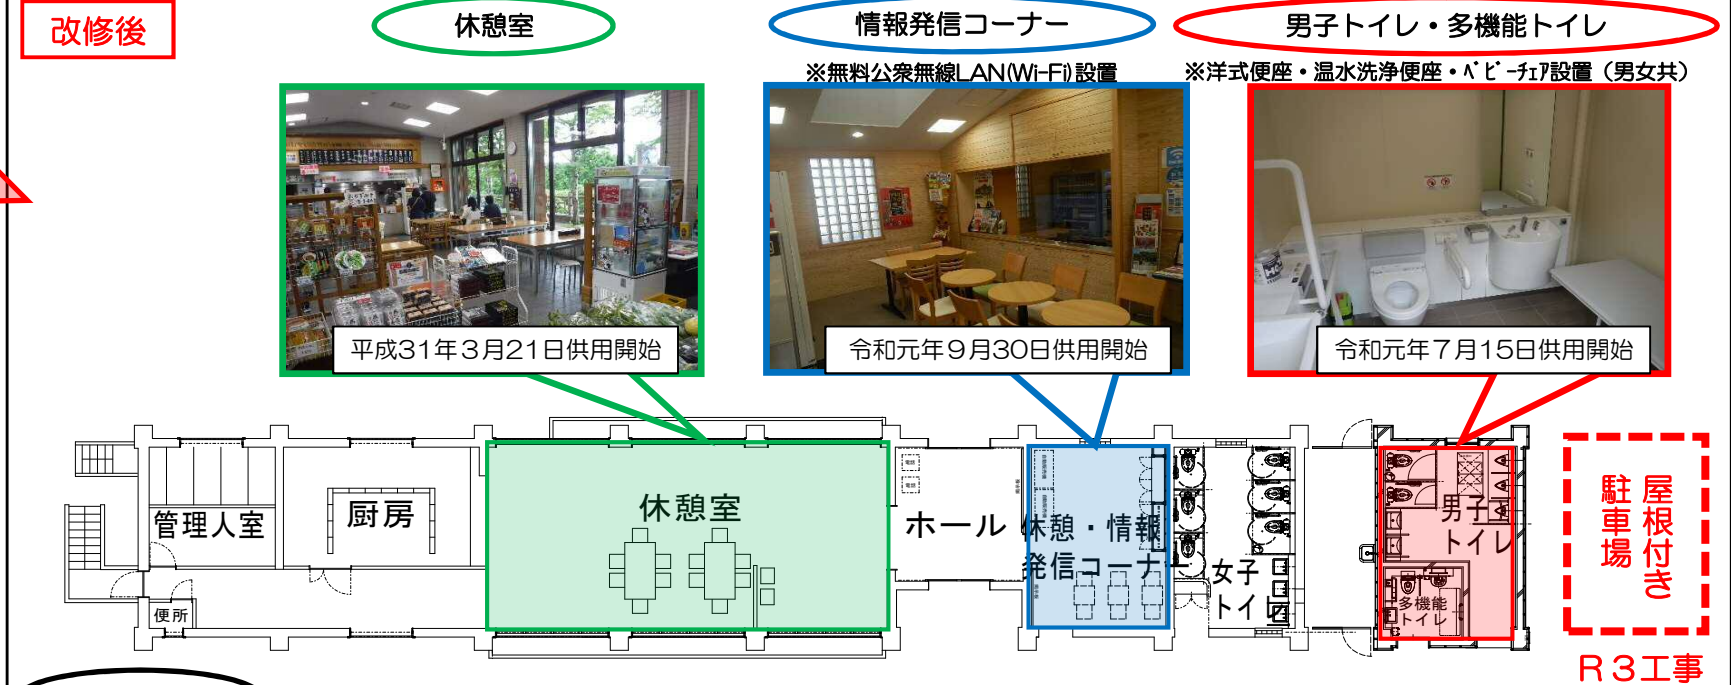 改修後
休憩室
情報発信コーナー
男子トイレ・多機能トイレ
※無料公衆無線LAN(Wi-Fi)設置
※洋式便座・温水洗浄便座・ﾍﾞﾋﾞｰﾁｪｱ設置（男女共）
平成31年3月21日供用開始
令和元年9月30日供用開始
令和元年7月15日供用開始
管理人室
厨房
休憩室
ホール
休憩・情報
発信コーナー
女子
トイレ
男子
トイレ
多機能
トイレ
便所
屋根付き
駐車場
R3工事